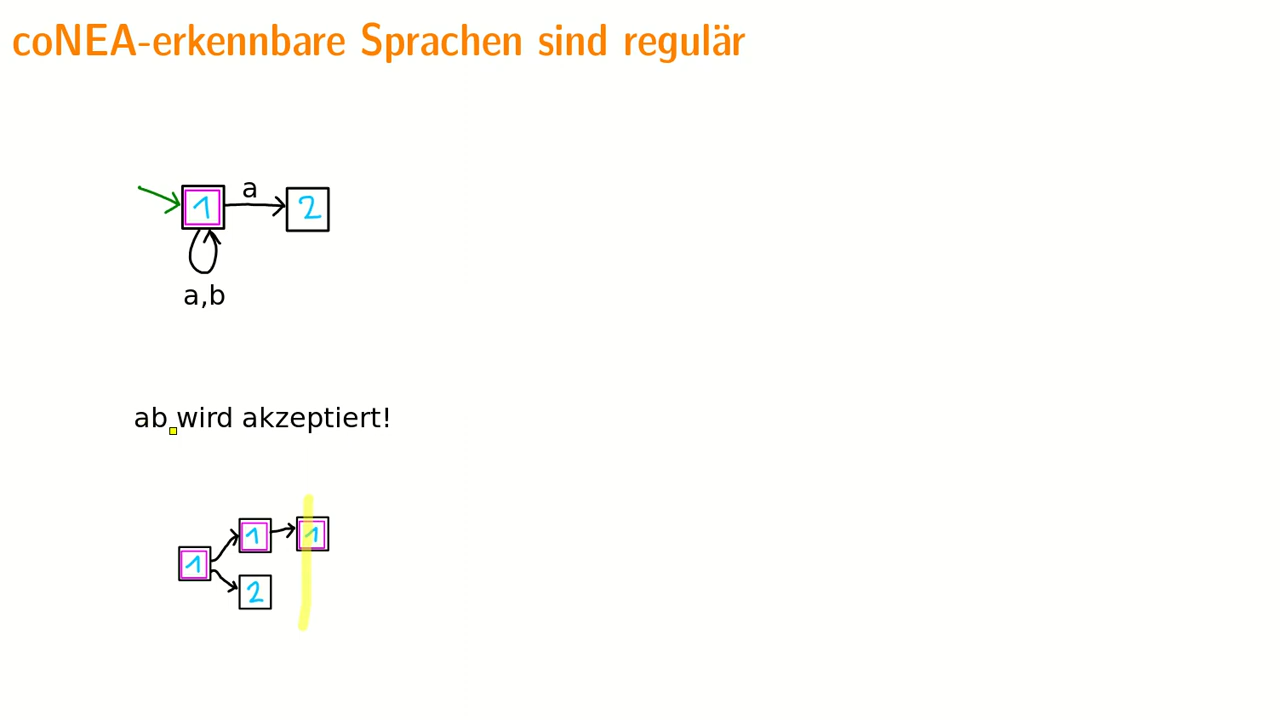 coNEA-erkennbare Sprachen sind regulär
a
1 2
a,b
ab wird akzeptiert!
1 1
1
2